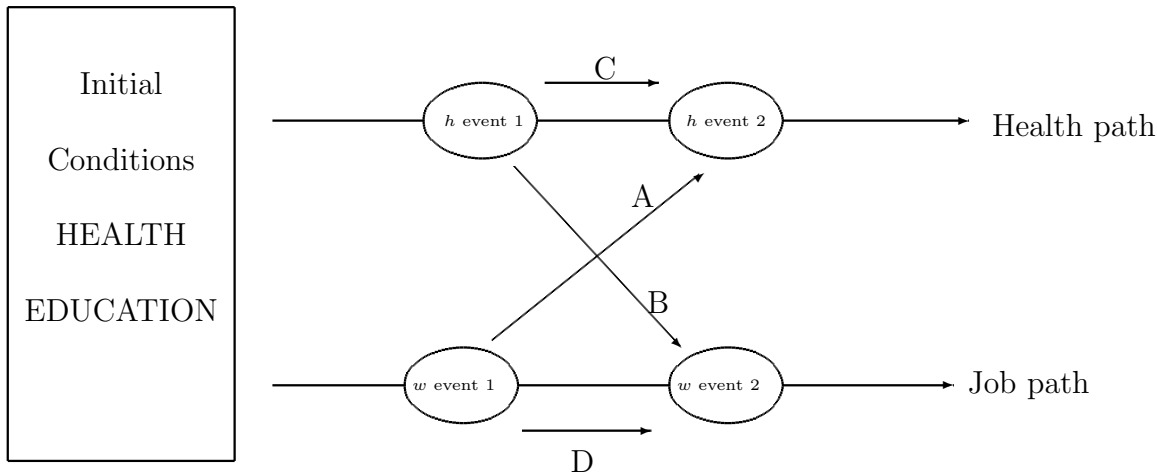 Initial
Conditions
HEALTH
EDUCATION
C
h event 1
h event 2
Health path
A
B
w event 1
w event 2
Job path
D